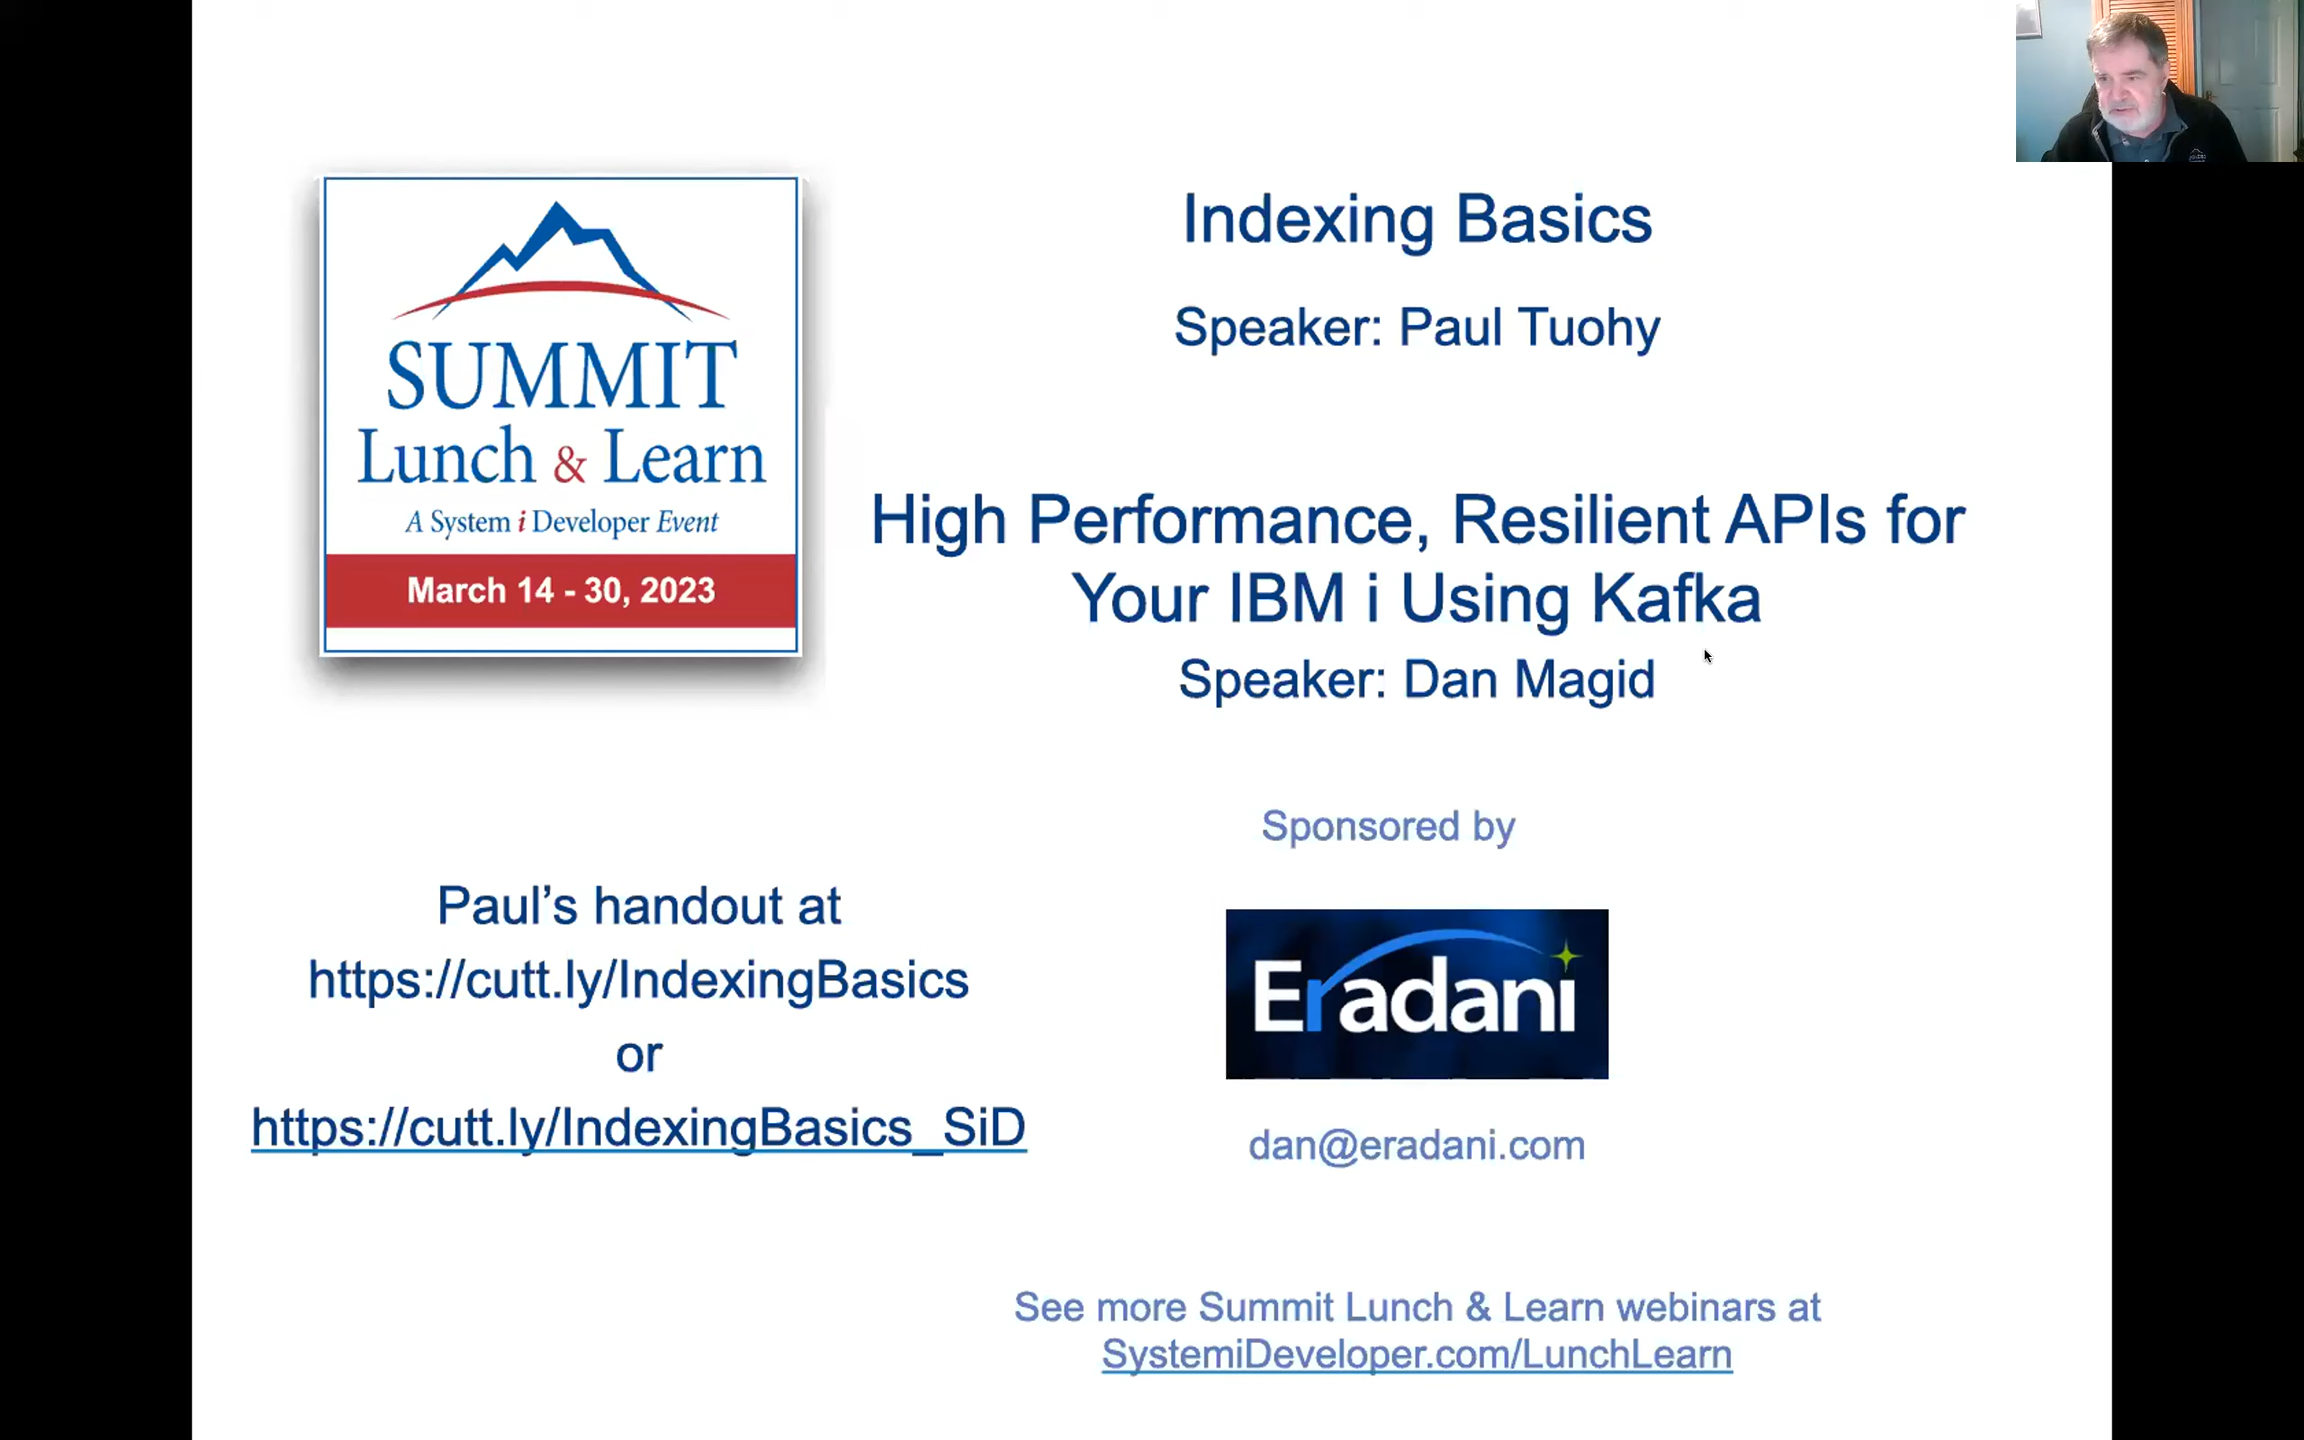 SUMMIT
Lunch & Learn
A System i Developer Event
March 14 - 30, 2023
Indexing Basics
Speaker: Paul Tuohy
High Performance, Resilient APIs for
Your IBM i Using Kafka
Speaker: Dan Magid
Paul’s handout at
https://cutt.ly/IndexingBasics
or
https://cutt.ly/IndexingBasics_SiD
Sponsored by
Eradani
dan@eradani.com
See more Summit Lunch & Learn webinars at
SystemiDeveloper.com/LunchLearn